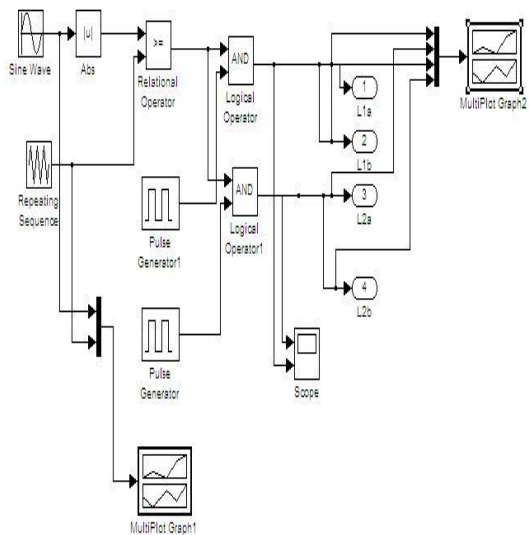 |u|
>=
Sine Wave
Abs
Relational
Operator
AND
Logical
Operator
MultiPlot Graph2
1
L1a
2
L1b
Repeating
Sequence
AND
Logical
Operator1
3
L2a
Pulse
Generator1
4
L2b
Pulse
Generator
Scope
MultiPlot Graph1